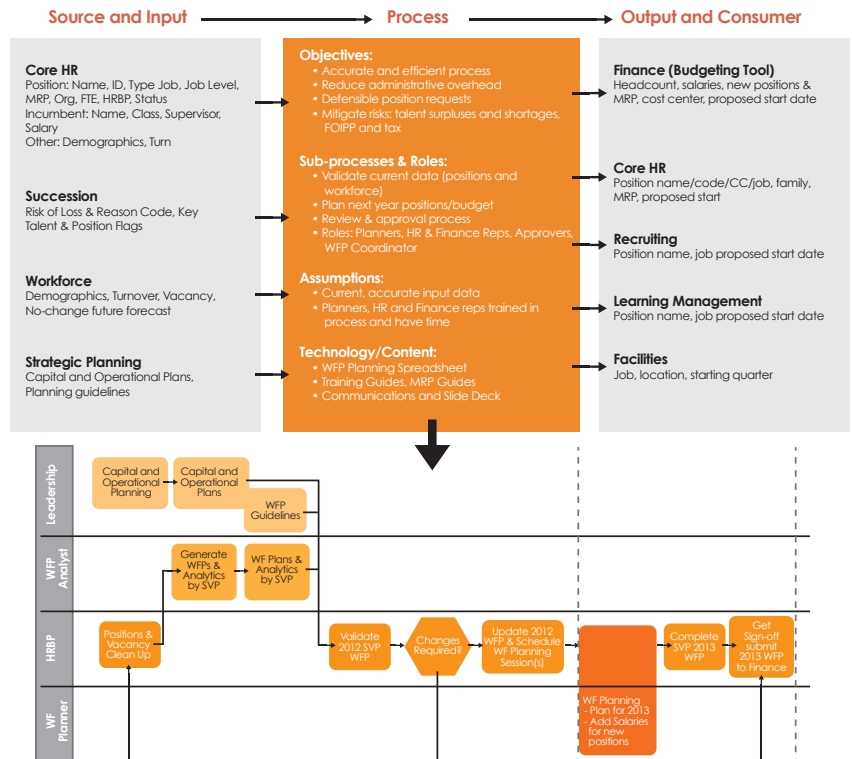 Source and Input
Process
Output and Consumer
Core HR
Position: Name, ID, Type Job, Job Level,
MRP, Org, FTE, HRBP, Status
Incumbent: Name, Class, Supervisor,
Salary
Other: Demographics, Turn
Succession
Risk of Loss & Reason Code, Key
Talent & Position Flags
Workforce
Demographics, Turnover, Vacancy,
No-change future forecast
Strategic Planning
Capital and Operational Plans,
Planning guidelines
Objectives:
• Accurate and efficient process
• Reduce administrative overhead
• Defensible position requests
• Mitigate risks: talent surpluses and shortages,
FOIPP and tax
Sub-processes & Roles:
• Validate current data (positions and
workforce)
• Plan next year positions/budget
• Review & approval process
• Roles: Planners, HR & Finance Reps, Approvers,
WFP Coordinator
Assumptions:
• Current, accurate input data
• Planners, HR and Finance reps trained in
process and have time
Technology/Content:
• WFP Planning Spreadsheet
• Training Guides, MRP Guides
• Communications and Slide Deck
Finance (Budgeting Tool)
Headcount, salaries, new positions &
MRP, cost center, proposed start date
Core HR
Position name/code/CC/job, family,
MRP, proposed start
Recruiting
Position name, job proposed start date
Learning Management
Position name, job proposed start date
Facilities
Job, location, starting quarter
Leadership
Capital and
Operational
Planning
Capital and
Operational
Plans
WFP
Guidelines
WFP
Analyst
Generate
WFPs &
Analytics
by SVP
WF Plans &
Analytics
by SVP
HRBP
Positions &
Vacancy
Clean Up
Validate
2012 SVP
WFP
Changes
Required?
Update 2012
WFP & Schedule
WF Planning
Session(s)
Complete
SVP 2013
WFP
Get
Sign-off
submit
2013 WFP
to Finance
WF
Planner
WF Planning
- Plan for 2013
- Add Salaries
for new
positions